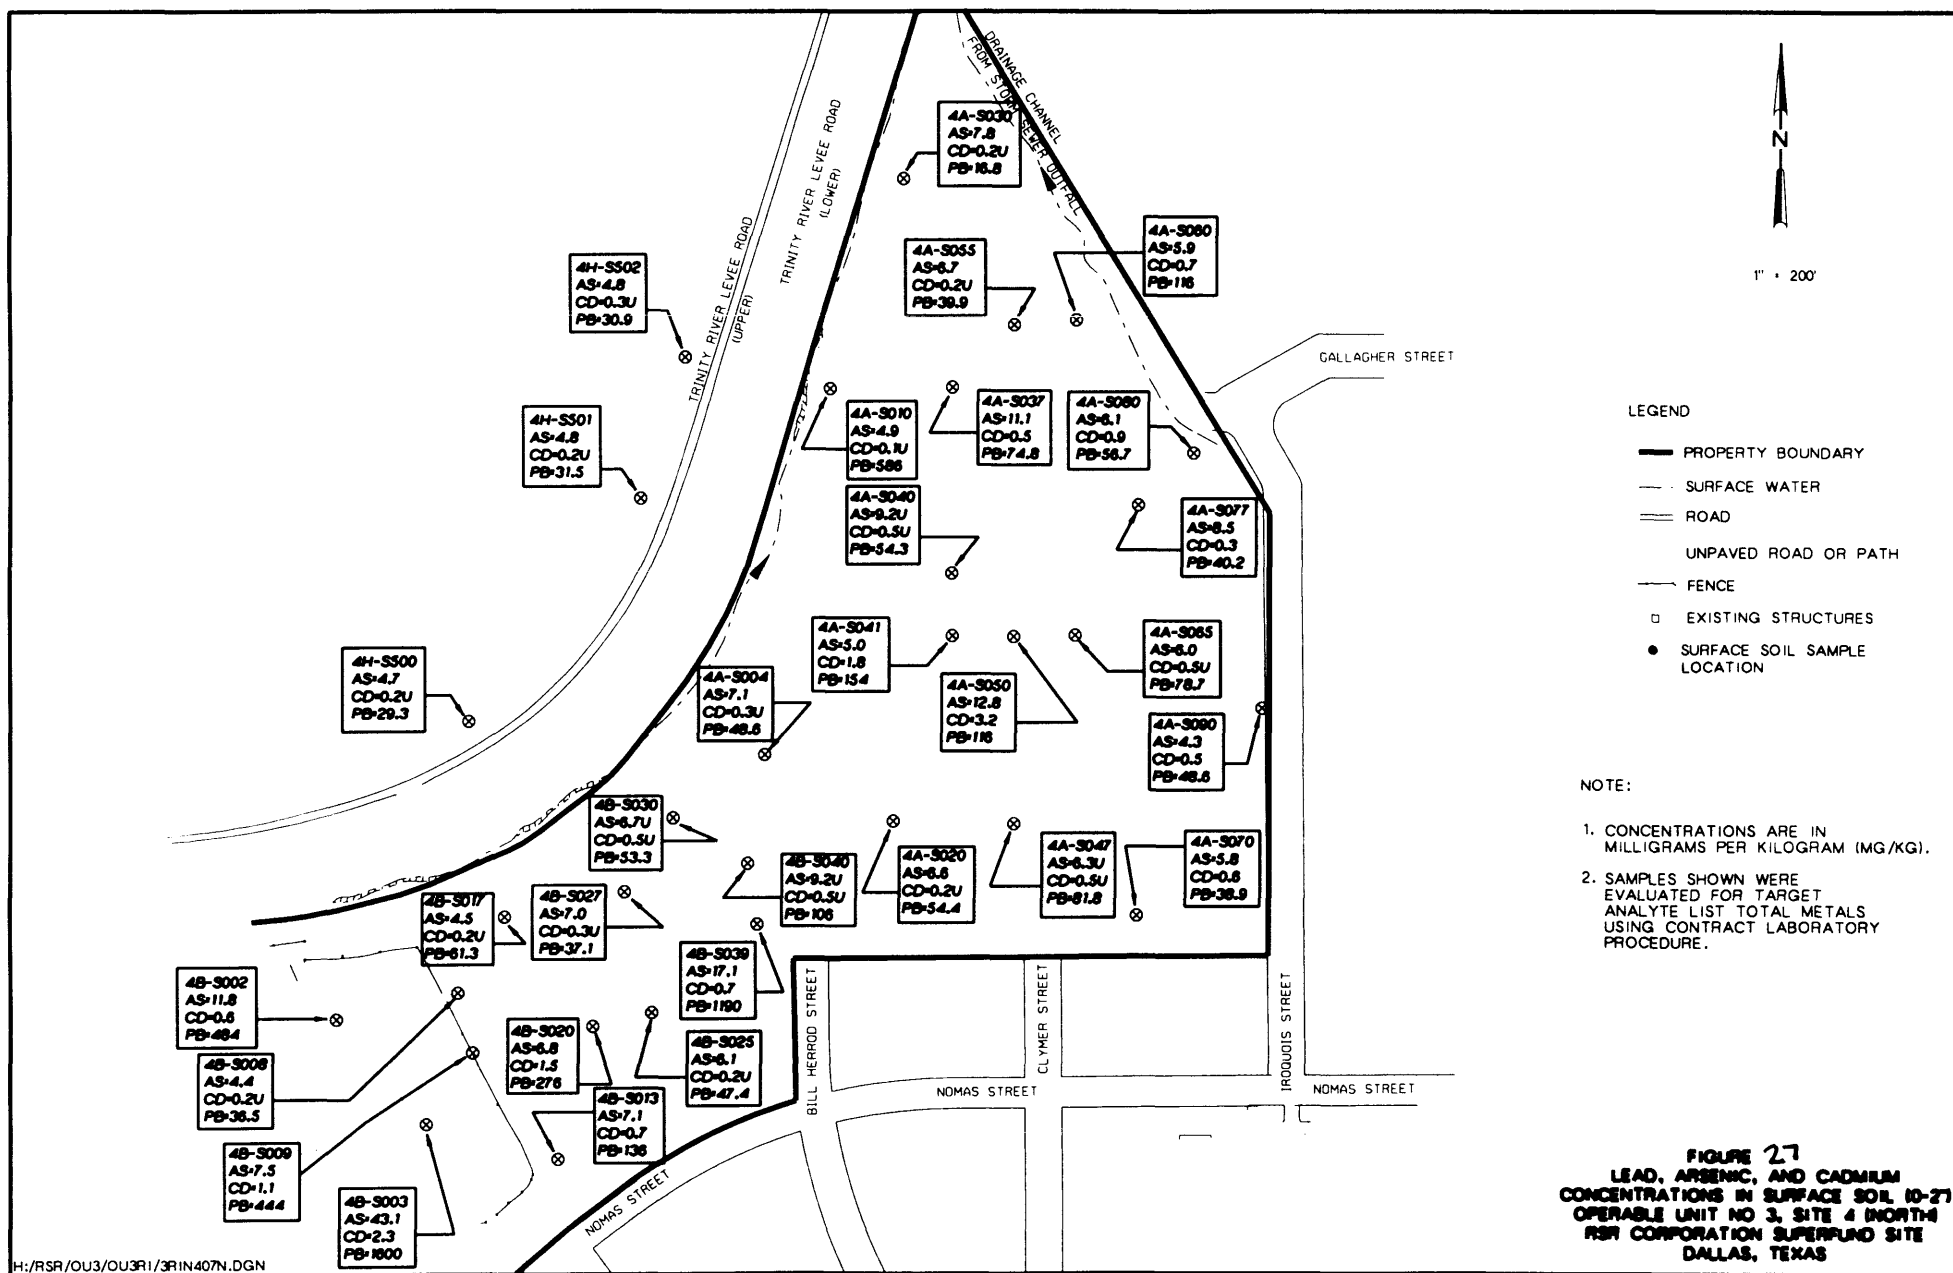 DRAINAGE CHANNEL
FROM STORM SEWER OUTFALL
TRINITY RIVER LEVEE ROAD
(LOWER)
TRINITY RIVER LEVEE ROAD
(UPPER)
N
1" = 200'
4A-S030
AS=7.8
CD=0.2U
PB=16.8
4A-S060
AS=5.9
CD=0.7
PB=116
4A-S055
AS=6.7
CD=0.2U
PB=39.9
4H-S502
AS=4.8
CD=0.3U
PB=30.9
GALLAGHER STREET
4H-S501
AS=4.8
CD=0.2U
PB=31.5
4A-S010
AS=4.9
CD=0.1U
PB=586
4A-S037
AS=11.1
CD=0.5
PB=74.8
4A-S080
AS=6.1
CD=0.9
PB=56.7
4A-S040
AS=9.2U
CD=0.5U
PB=54.3
4A-S077
AS=8.5
CD=0.3
PB=40.2
4A-S041
AS=5.0
CD=1.8
PB=154
4A-S065
AS=6.0
CD=0.5U
PB=78.7
4H-S500
AS=4.7
CD=0.2U
PB=29.3
4A-S004
AS=7.1
CD=0.3U
PB=48.6
4A-S050
AS=12.8
CD=3.2
PB=116
4A-S090
AS=4.3
CD=0.5
PB=48.6
4B-S030
AS=6.7U
CD=0.5U
PB=53.3
4B-S040
AS=9.2U
CD=0.5U
PB=106
4A-S020
AS=6.6
CD=0.2U
PB=54.4
4A-S047
AS=6.3U
CD=0.5U
PB=81.8
4A-S070
AS=5.8
CD=0.6
PB=38.9
4B-S017
AS=4.5
CD=0.2U
PB=61.3
4B-S027
AS=7.0
CD=0.3U
PB=37.1
4B-S039
AS=17.1
CD=0.7
PB=1190
4B-S002
AS=11.8
CD=0.6
PB=484
4B-S020
AS=6.8
CD=1.5
PB=276
4B-S025
AS=6.1
CD=0.2U
PB=47.4
4B-S008
AS=4.4
CD=0.2U
PB=36.5
4B-S013
AS=7.1
CD=0.7
PB=136
4B-S009
AS=7.5
CD=1.1
PB=444
4B-S003
AS=43.1
CD=2.3
PB=1600
BILL HERROD STREET
CLYMER STREET
IROQUOIS STREET
NOMAS STREET
NOMAS STREET
NOMAS STREET
LEGEND
PROPERTY BOUNDARY
SURFACE WATER
ROAD
UNPAVED ROAD OR PATH
FENCE
EXISTING STRUCTURES
SURFACE SOIL SAMPLE
LOCATION
NOTE:
1. CONCENTRATIONS ARE IN
MILLIGRAMS PER KILOGRAM (MG/KG).
2. SAMPLES SHOWN WERE
EVALUATED FOR TARGET
ANALYTE LIST TOTAL METALS
USING CONTRACT LABORATORY
PROCEDURE.
FIGURE 27
LEAD, ARSENIC, AND CADMIUM
CONCENTRATIONS IN SURFACE SOIL (0-2")
OPERABLE UNIT NO 3, SITE 4 (NORTH)
RSR CORPORATION SUPERFUND SITE
DALLAS, TEXAS
H:/RSR/OU3/OU3RI/3RIN407N.DGN